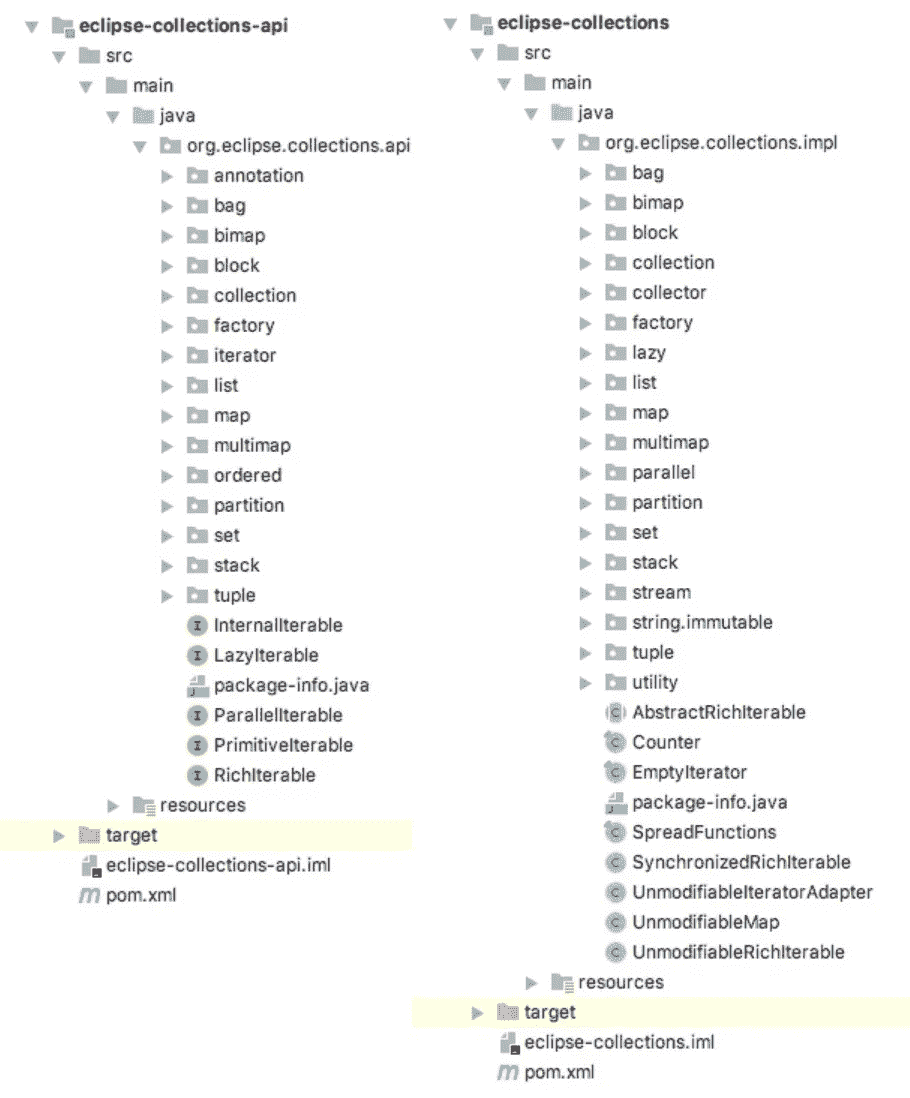 eclipse-collections-api
src
main
java
org.eclipse.collections.api
annotation
bag
bimap
block
collection
factory
iterator
list
map
multimap
ordered
partition
set
stack
tuple
InternalIterable
LazyIterable
package-info.java
ParallelIterable
PrimitiveIterable
RichIterable
resources
target
eclipse-collections-api.iml
pom.xml
eclipse-collections
src
main
java
org.eclipse.collections.impl
bag
bimap
block
collection
collector
factory
lazy
list
map
multimap
parallel
partition
set
stack
stream
string.immutable
tuple
utility
AbstractRichIterable
Counter
EmptyIterator
package-info.java
SpreadFunctions
SynchronizedRichIterable
UnmodifiableIteratorAdapter
UnmodifiableMap
UnmodifiableRichIterable
resources
target
eclipse-collections.iml
pom.xml